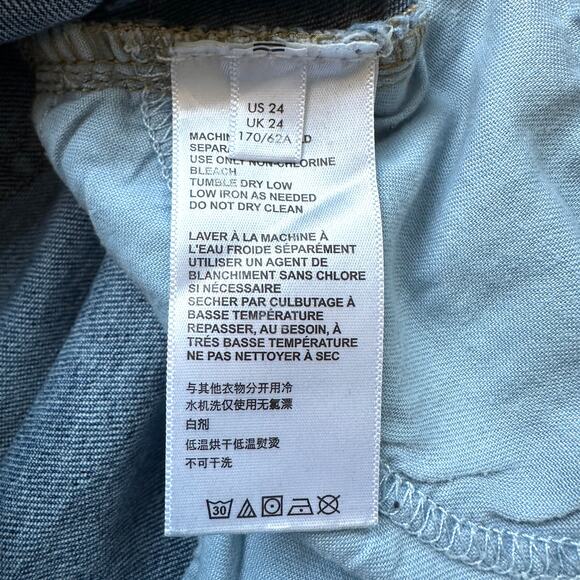 US 24
UK 24
170/62A
MACHIN
SEPAR
USE ONLY NON-CHLORINE
BLEACH
TUMBLE DRY LOW
LOW IRON AS NEEDED
DO NOT DRY CLEAN
LAVER À LA MACHINE À
L'EAU FROIDE SÉPARÉMENT
UTILISER UN AGENT DE
BLANCHIMENT SANS CHLORE
SI NÉCESSAIRE
SECHER PAR CULBUTAGE À
BASSE TEMPÉRATURE
REPASSER, AU BESOIN, À
TRÉS BASSE TEMPÉRATURE
NE PAS NETTOYER À SEC
与其他衣物分开用冷
水机洗仅使用无氯漂
白剂
低温烘干低温熨烫
不可干洗
30